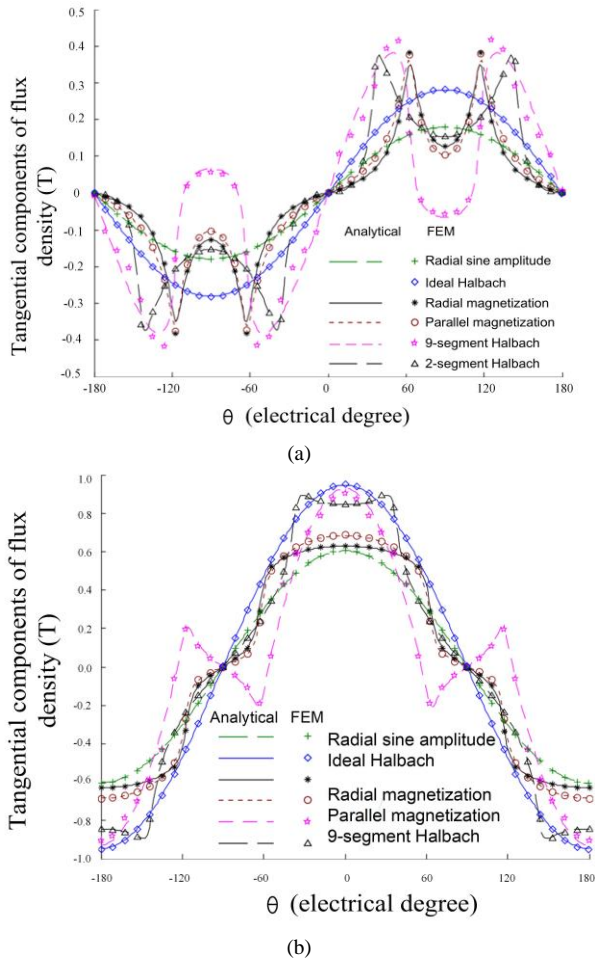 0.5
0.4
0.3
0.2
0.1
0
-0.1
-0.2
-0.3
-0.4
-0.5
Tangential components of flux
density (T)
Analytical FEM
Radial sine amplitude
Ideal Halbach
Radial magnetization
Parallel magnetization
9-segment Halbach
2-segment Halbach
-180 -120 -60 0 60 120 180
θ (electrical degree)
(a)
1.0
0.8
0.6
0.4
0.2
0.0
-0.2
-0.4
-0.6
-0.8
-1.0
Tangential components of flux
density (T)
Analytical FEM
Radial sine amplitude
Ideal Halbach
Radial magnetization
Parallel magnetization
9-segment Halbach
-180 -120 -60 0 60 120 180
θ (electrical degree)
(b)